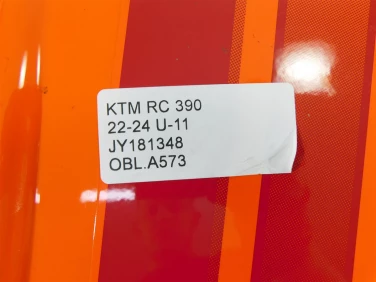 KTM RC 390
22-24 U-11
JY181348
OBL.A573